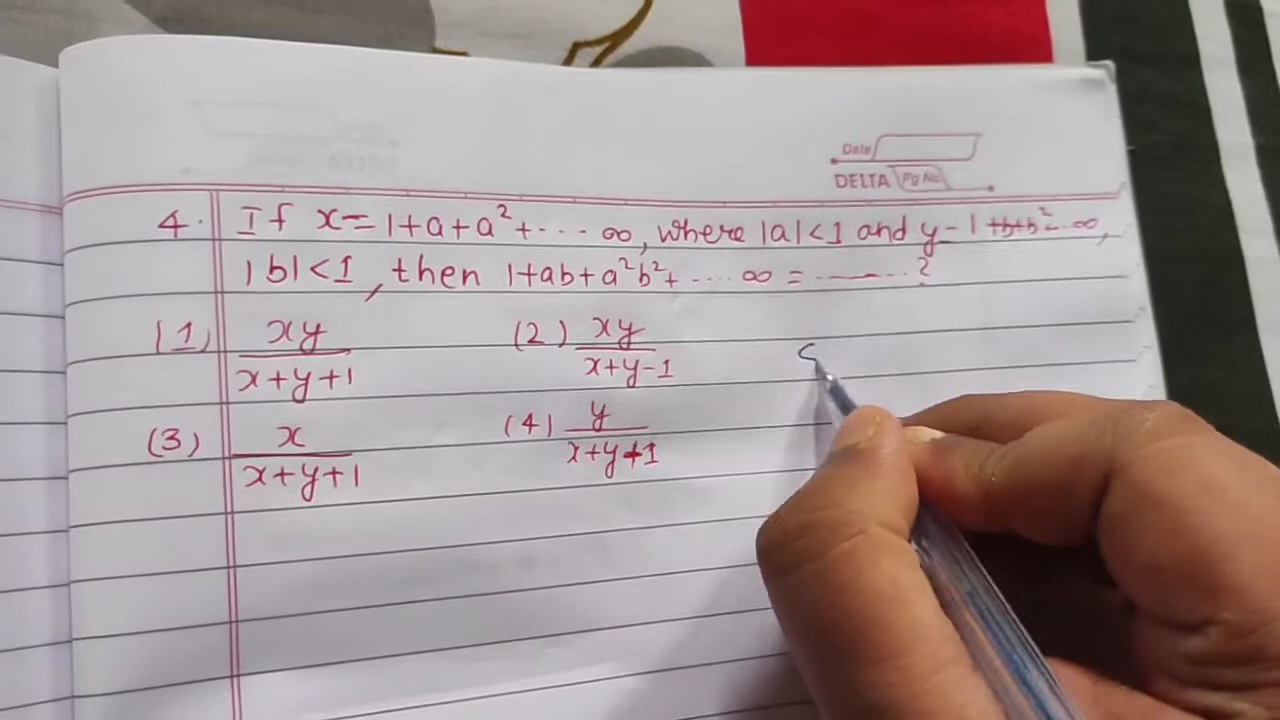 Date
DELTA Pg No
4. If x=1+a+a²+.... ∞, where |a|<1 and y-1+b+b²-..∞,
|b|<1, then 1+ab+a²b²+..... ∞ = ........?
(1) xy/x+y+1 (2) xy/x+y-1
(3) x/x+y+1 (4) y/x+y+1